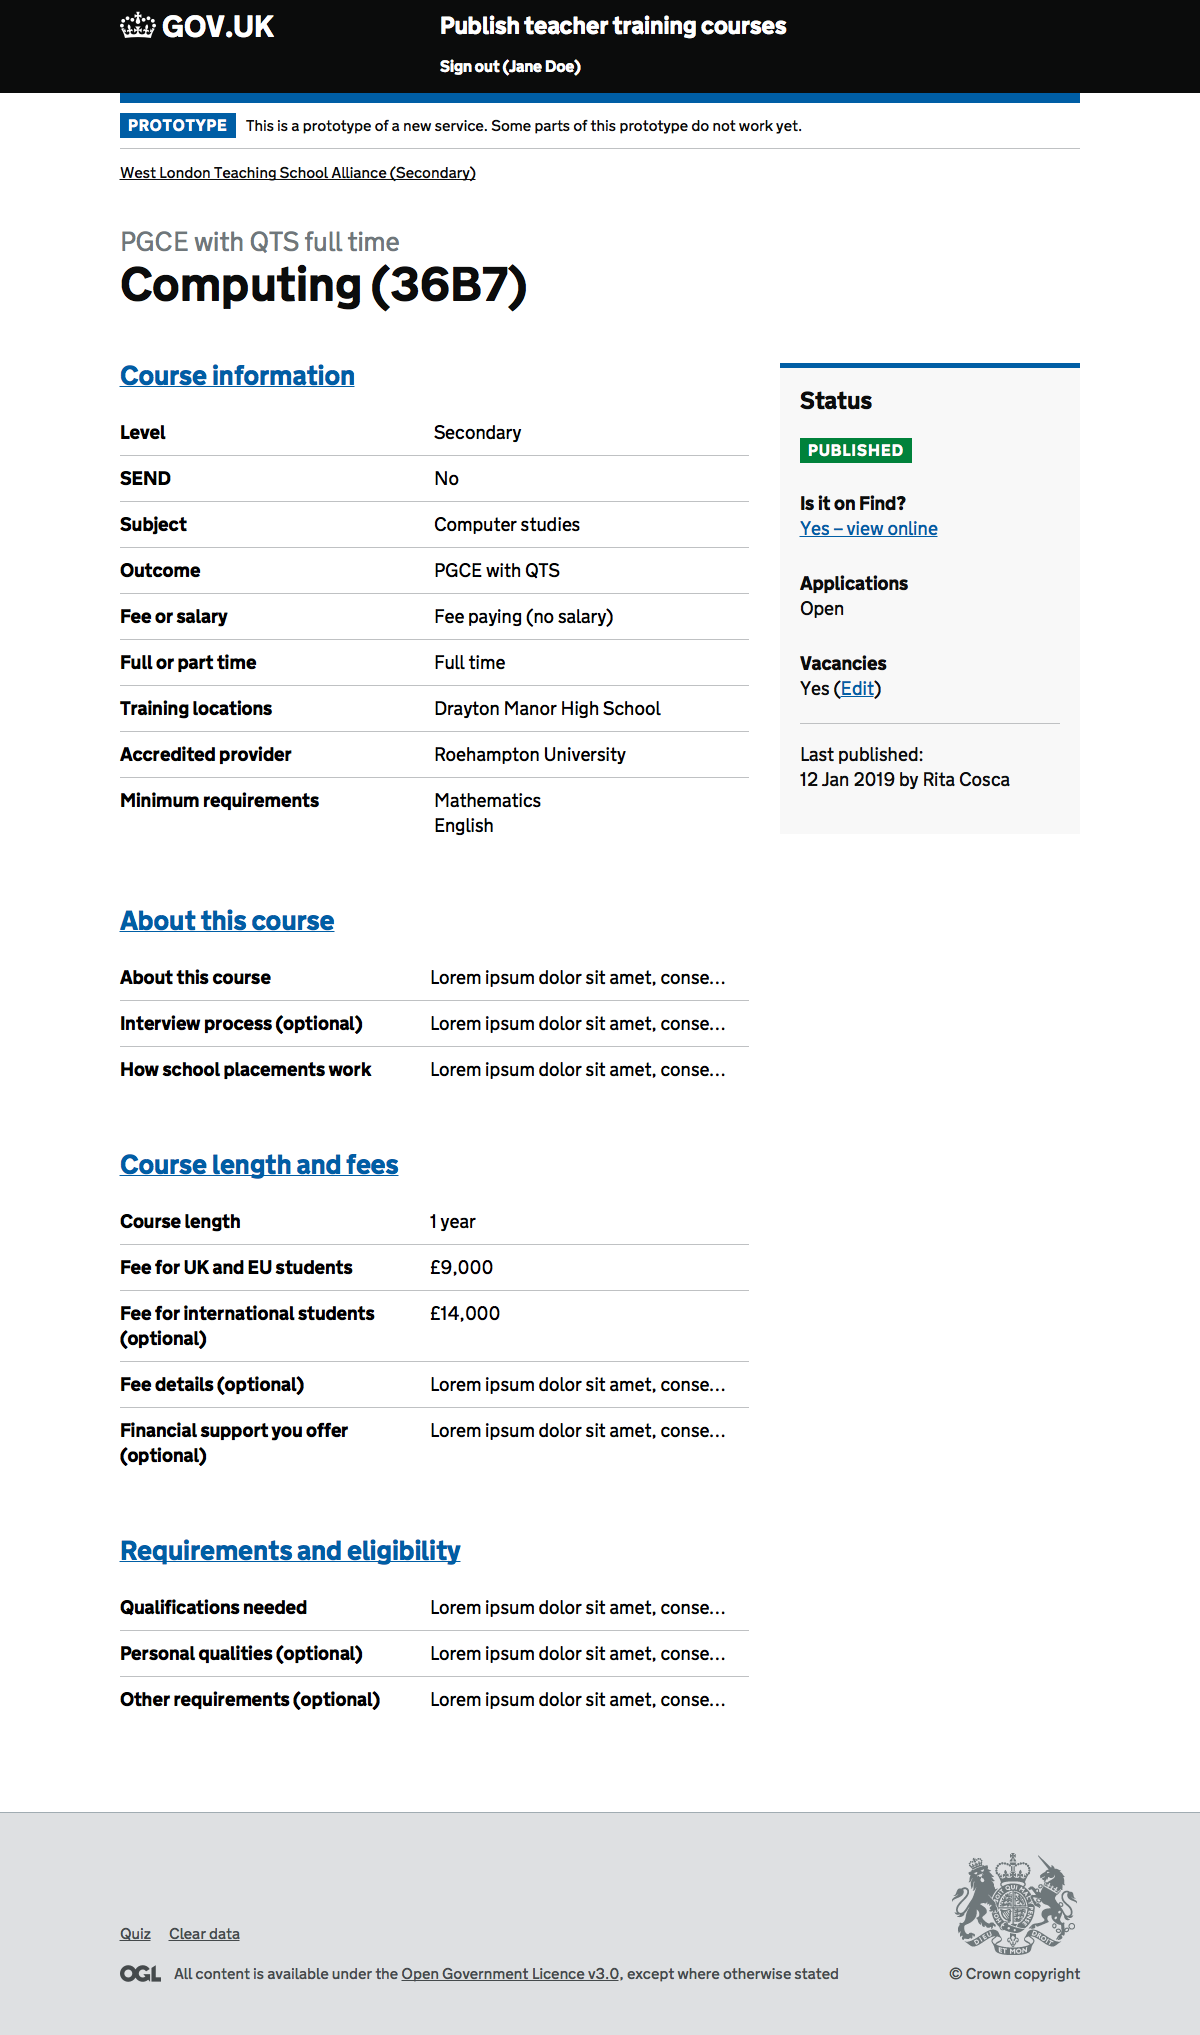 GOV.UK
Publish teacher training courses
Sign out (Jane Doe)
PROTOTYPE This is a prototype of a new service. Some parts of this prototype do not work yet.
West London Teaching School Alliance (Secondary)
PGCE with QTS full time
Computing (36B7)
Course information
Level Secondary
SEND No
Subject Computer studies
Outcome PGCE with QTS
Fee or salary Fee paying (no salary)
Full or part time Full time
Training locations Drayton Manor High School
Accredited provider Roehampton University
Minimum requirements Mathematics
English
Status
PUBLISHED
Is it on Find?
Yes – view online
Applications
Open
Vacancies
Yes (Edit)
Last published:
12 Jan 2019 by Rita Cosca
About this course
About this course Lorem ipsum dolor sit amet, conse…
Interview process (optional) Lorem ipsum dolor sit amet, conse…
How school placements work Lorem ipsum dolor sit amet, conse…
Course length and fees
Course length 1 year
Fee for UK and EU students £9,000
Fee for international students £14,000
(optional)
Fee details (optional) Lorem ipsum dolor sit amet, conse…
Financial support you offer Lorem ipsum dolor sit amet, conse…
(optional)
Requirements and eligibility
Qualifications needed Lorem ipsum dolor sit amet, conse…
Personal qualities (optional) Lorem ipsum dolor sit amet, conse…
Other requirements (optional) Lorem ipsum dolor sit amet, conse…
Quiz Clear data
OGL All content is available under the Open Government Licence v3.0, except where otherwise stated
DIEU ET MON DROIT
© Crown copyright